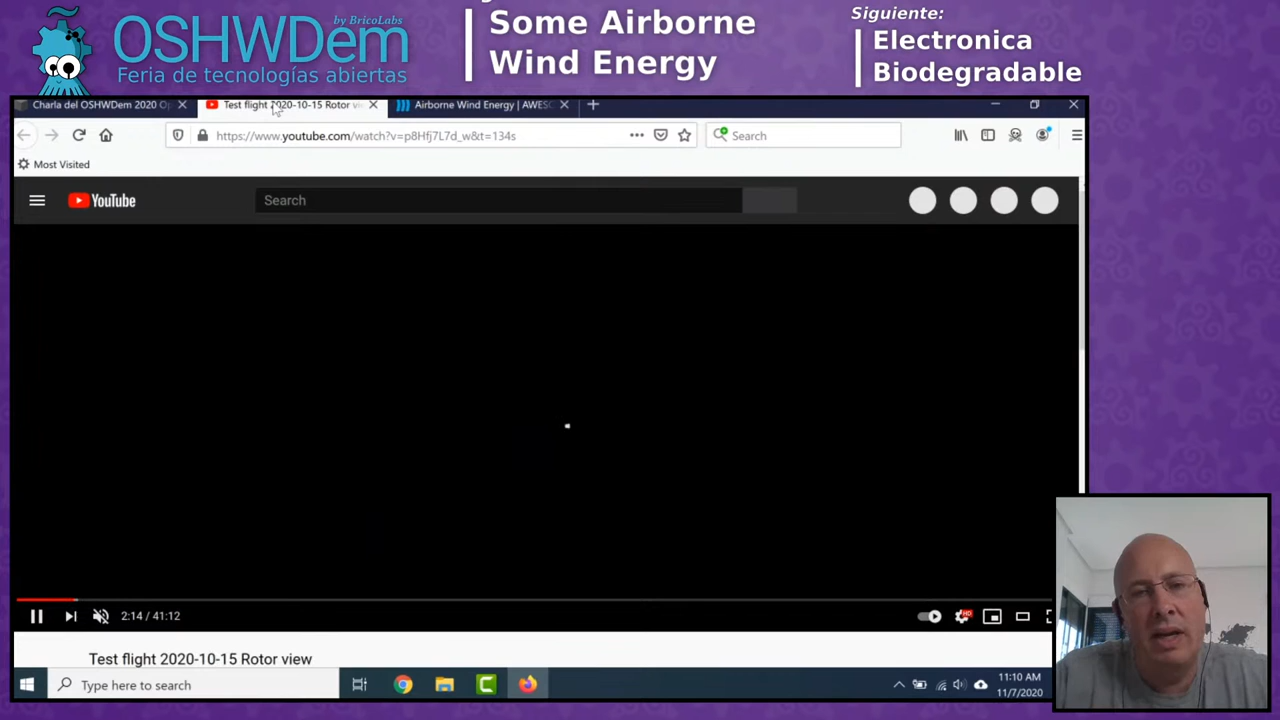 by BricoLabs
OSHWDem
Feria de tecnologías abiertas
Some Airborne
Wind Energy
Siguiente:
Electronica
Biodegradable
Charla del OSHWDem 2020 Op
Test flight 2020-10-15 Rotor vi
Airborne Wind Energy | AWES
https://www.youtube.com/watch?v=p8Hfj7L7d_w&t=134s
Search
Most Visited
YouTube
Search
2:14 / 41:12
HD
Test flight 2020-10-15 Rotor view
Type here to search
11:10 AM
11/7/2020